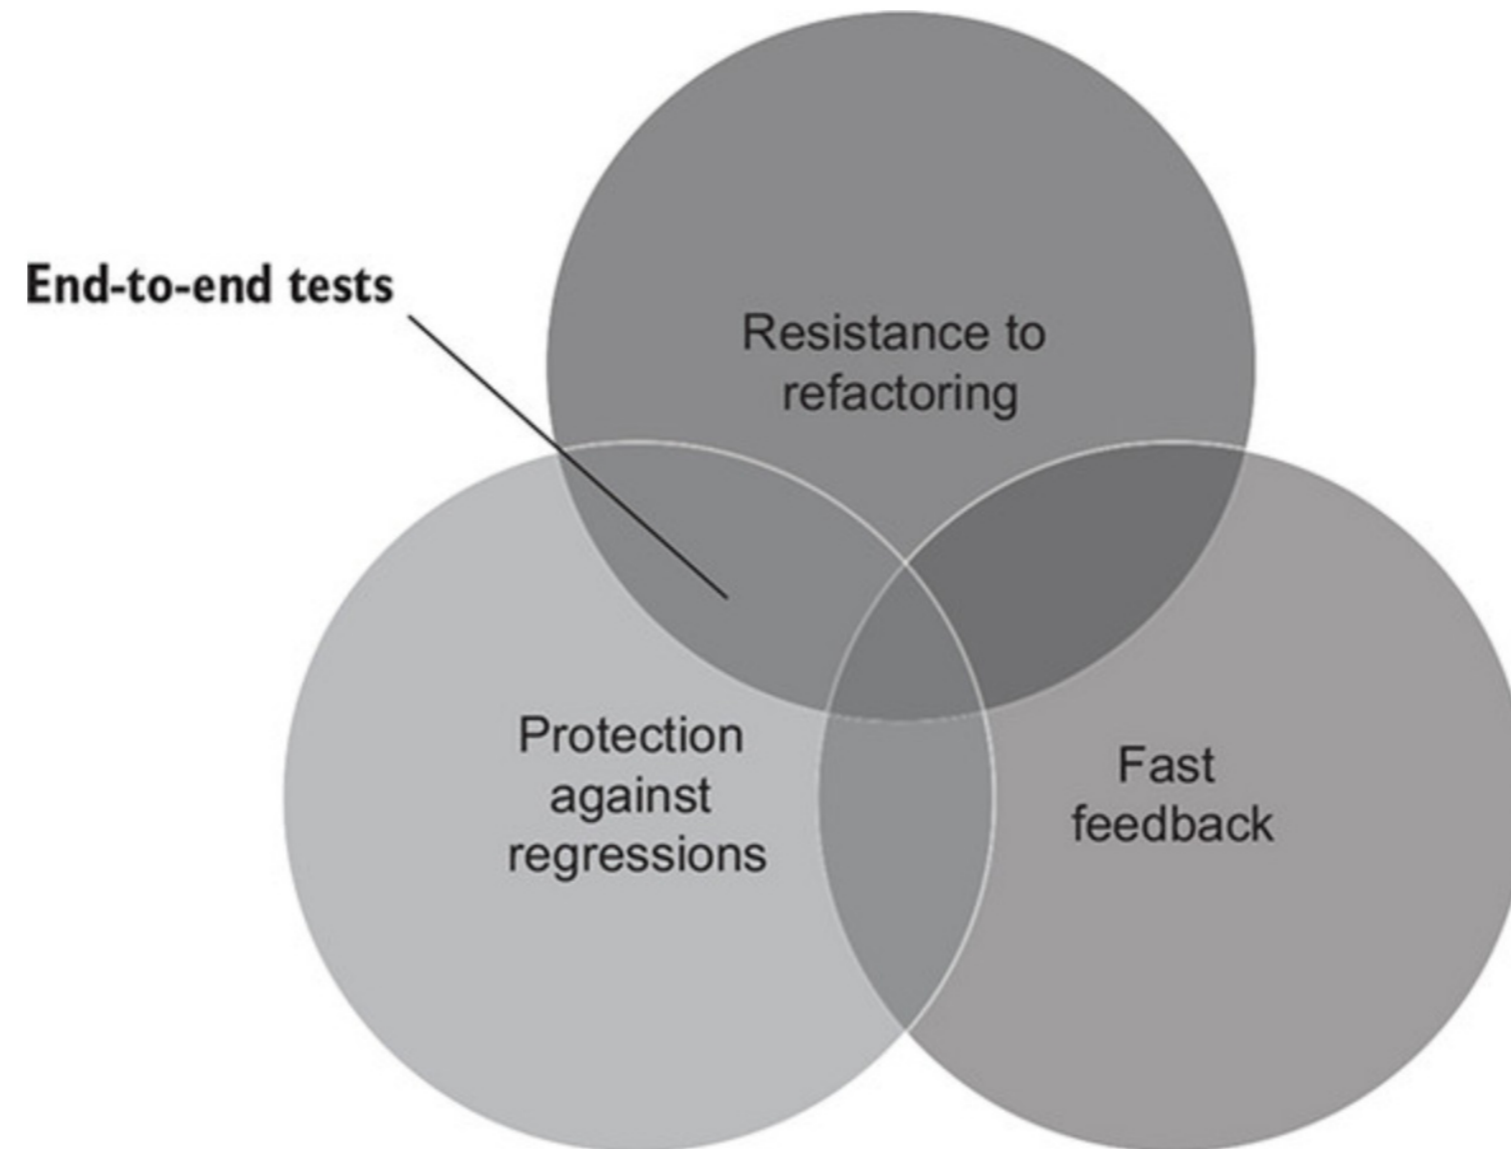 End-to-end tests
Resistance to
refactoring
Protection
against
regressions
Fast
feedback